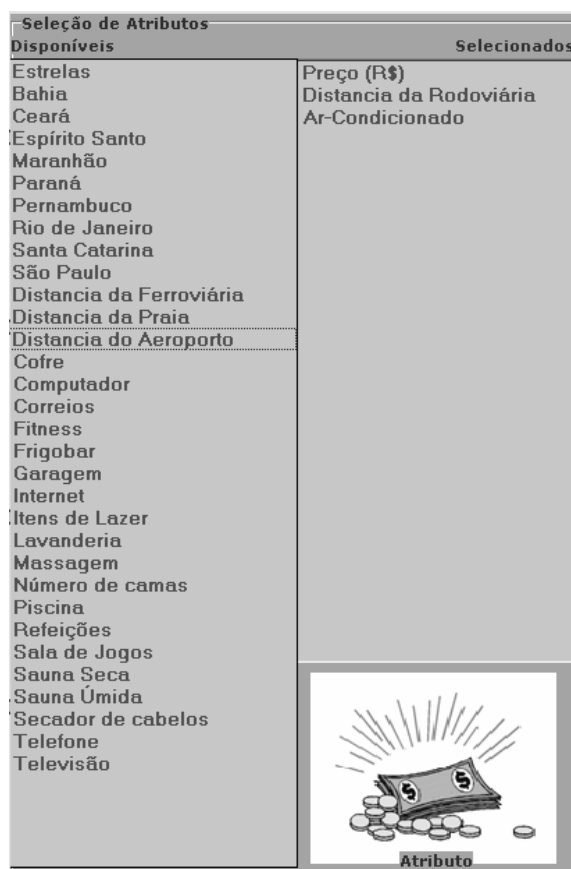 Seleção de Atributos
Disponíveis
Selecionados
Estrelas
Bahia
Ceará
Espírito Santo
Maranhão
Paraná
Pernambuco
Rio de Janeiro
Santa Catarina
São Paulo
Distancia da Ferroviária
Distancia da Praia
Distancia do Aeroporto
Cofre
Computador
Correios
Fitness
Frigobar
Garagem
Internet
Itens de Lazer
Lavanderia
Massagem
Número de camas
Piscina
Refeições
Sala de Jogos
Sauna Seca
Sauna Úmida
Secador de cabelos
Telefone
Televisão
Preço (R$)
Distancia da Rodoviária
Ar-Condicionado
$ $
Atributo